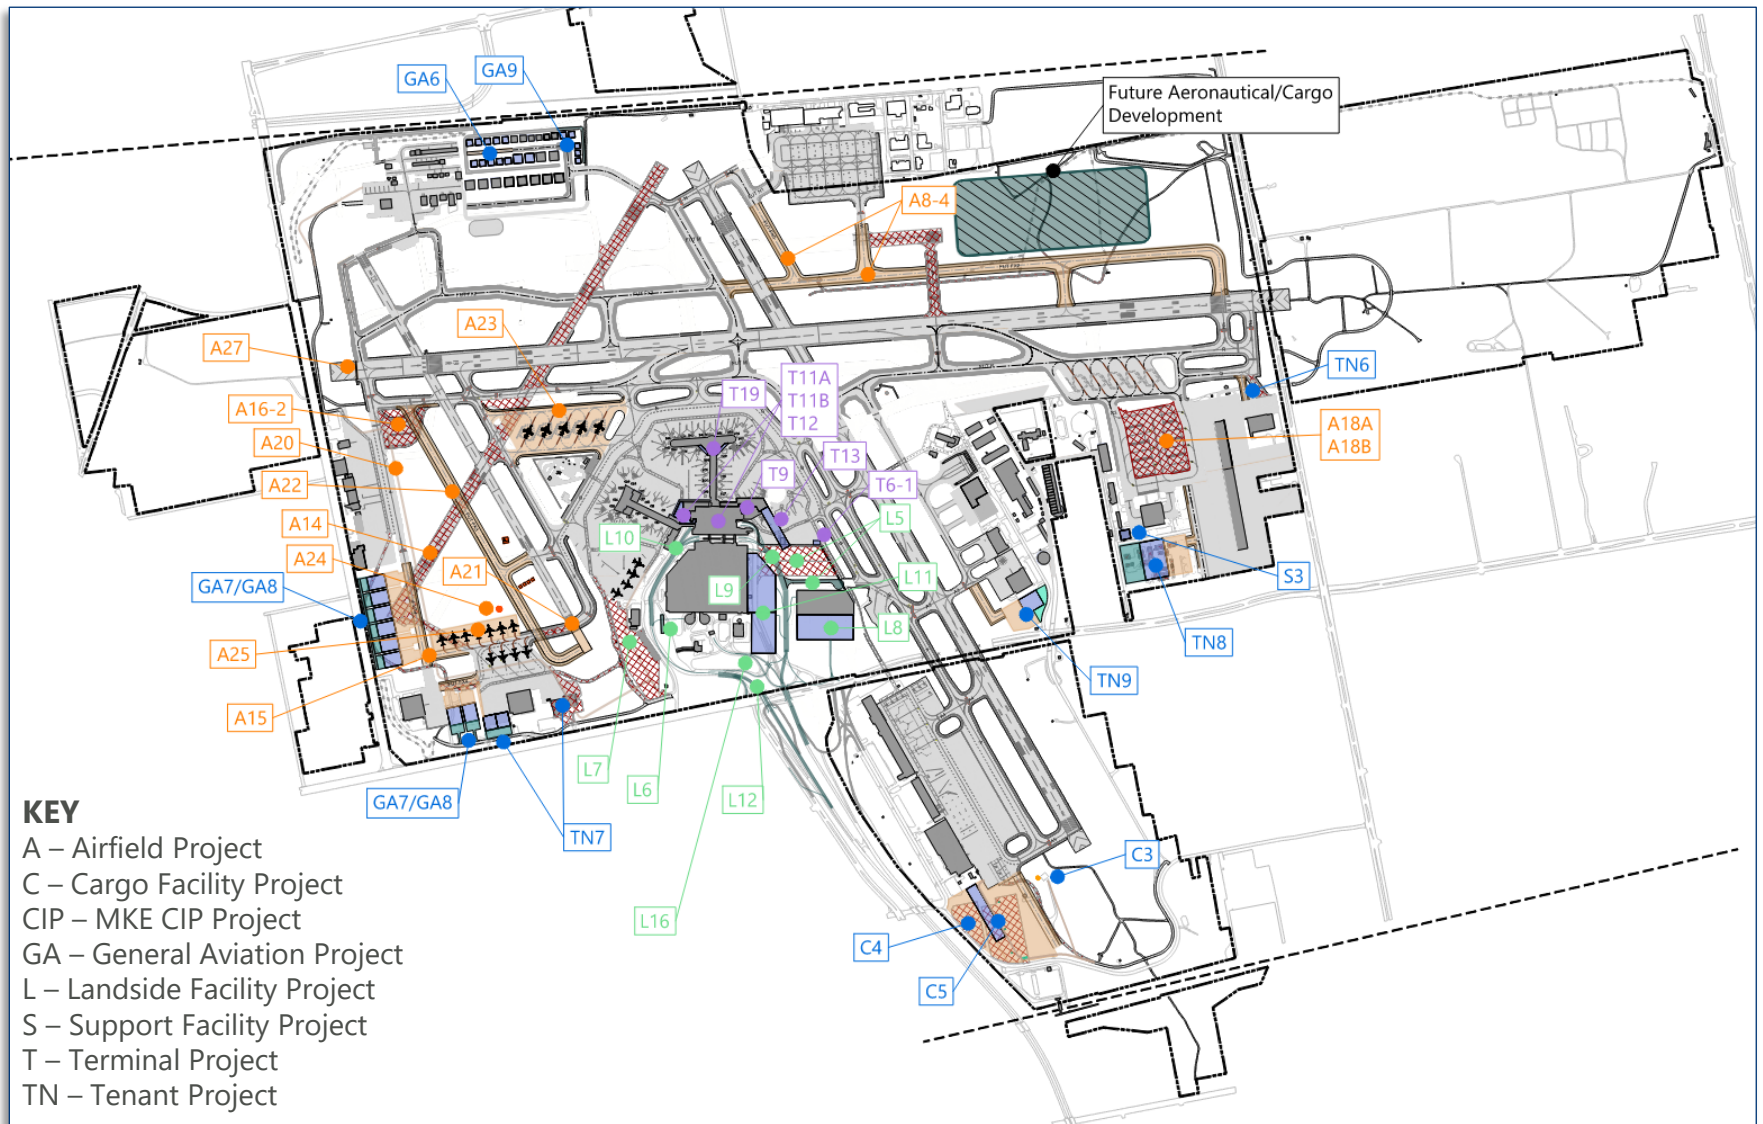 GA6
GA9
Future Aeronautical/Cargo
Development
A8-4
A23
A27
TN6
T11A
T11B
T12
T19
A16-2
A18A
A18B
A20
T13
T9
A22
T6-1
L5
A14
L10
A24
A21
GA7/GA8
L9
L11
S3
L8
A25
TN8
TN9
A15
L7
L6
L12
GA7/GA8
TN7
C3
L16
C4
C5
KEY
A – Airfield Project
C – Cargo Facility Project
CIP – MKE CIP Project
GA – General Aviation Project
L – Landside Facility Project
S – Support Facility Project
T – Terminal Project
TN – Tenant Project